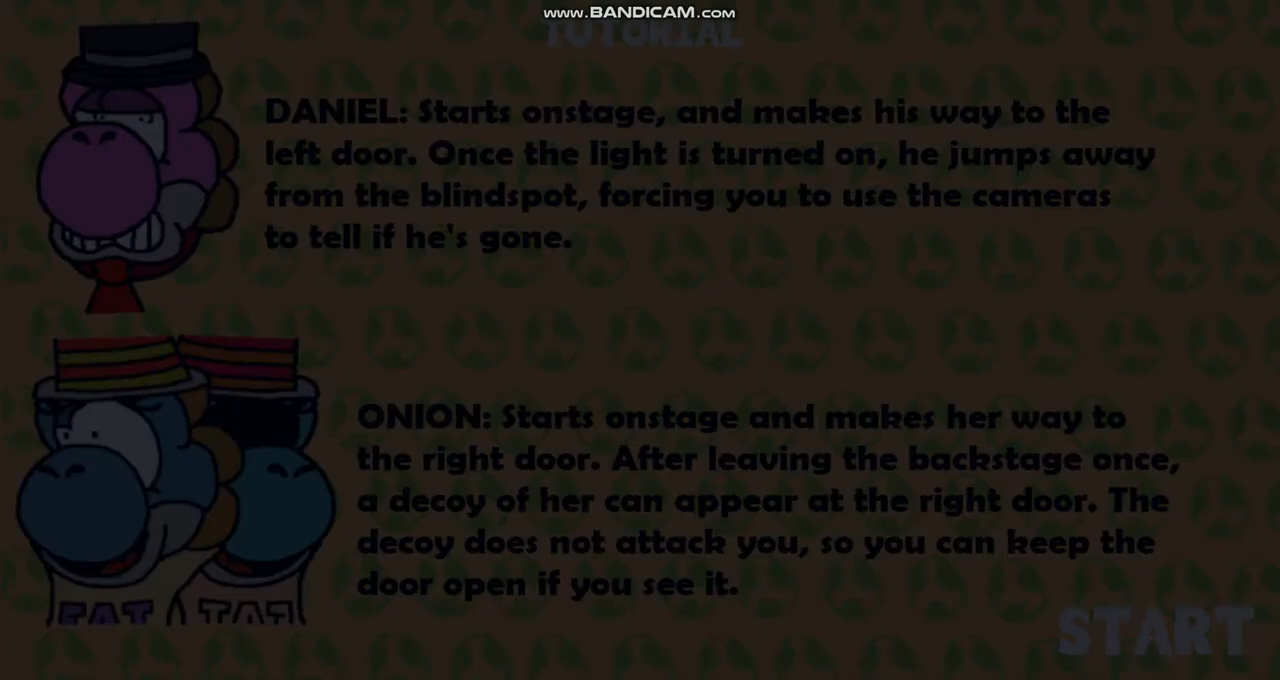 www.BANDICAM.com
TUTORIAL
DANIEL: Starts onstage, and makes his way to the
left door. Once the light is turned on, he jumps away
from the blindspot, forcing you to use the cameras
to tell if he's gone.
ONION: Starts onstage and makes her way to
the right door. After leaving the backstage once,
a decoy of her can appear at the right door. The
decoy does not attack you, so you can keep the
door open if you see it.
START